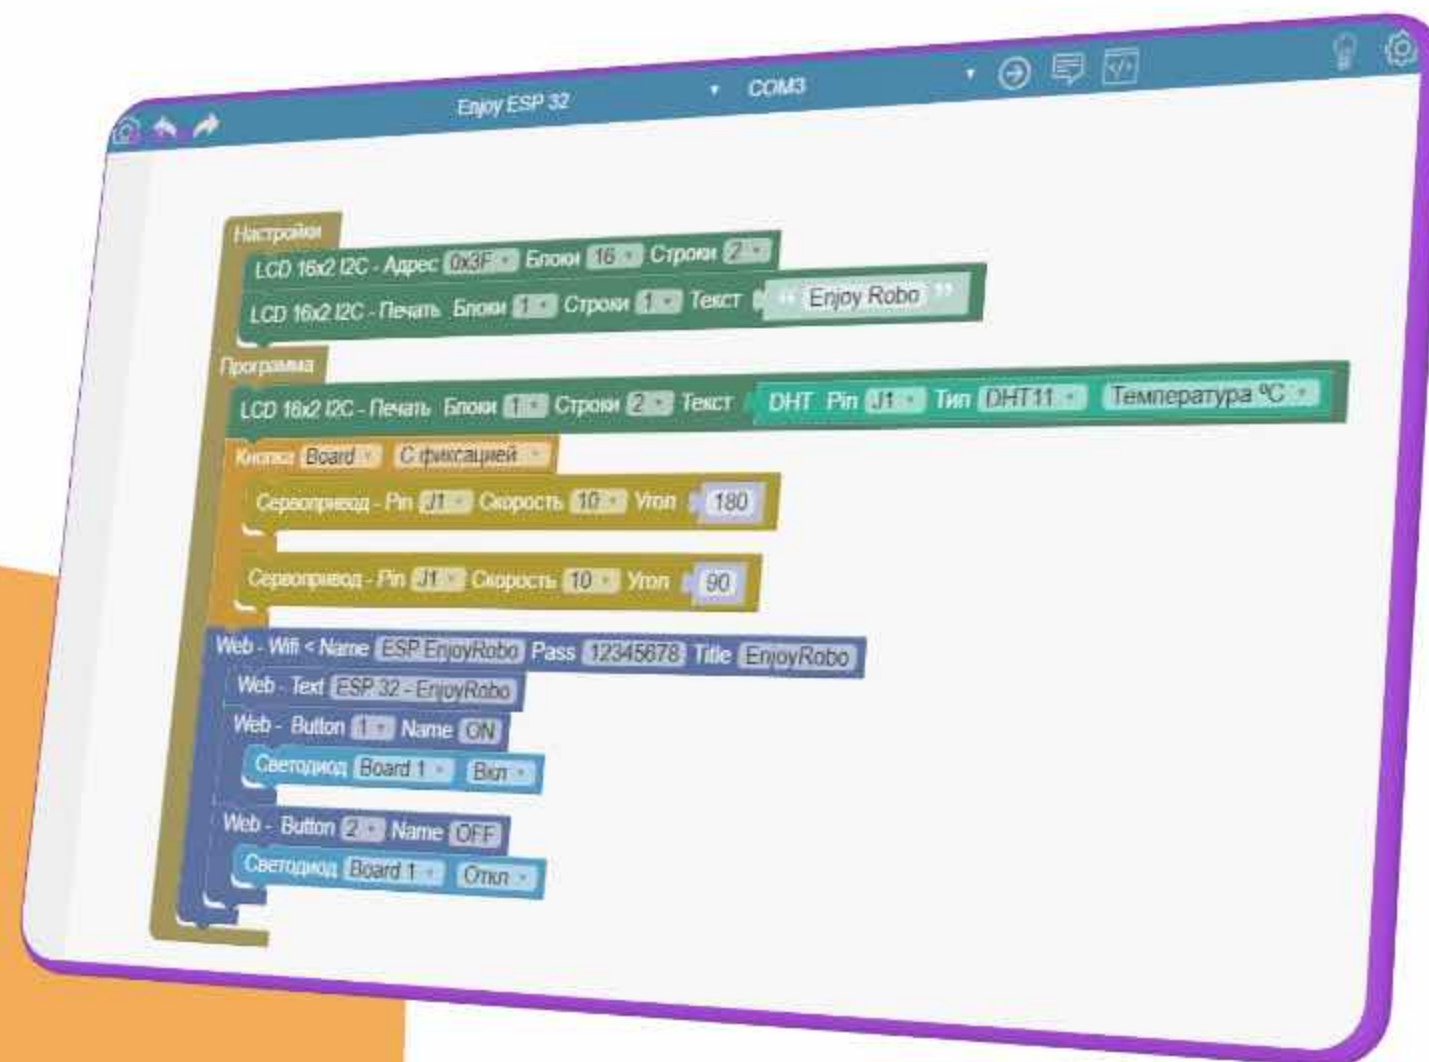 Enjoy ESP 32 COM3
Настройки
LCD 16x2 I2C - Адрес 0x3F Блоки 16 Строки 2
LCD 16x2 I2C - Печать Блоки 1 Строки 1 Текст “ Enjoy Robo ”
Программа
LCD 16x2 I2C - Печать Блоки 1 Строки 2 Текст DHT Pin J1 Тип DHT11 Температура ºC
Кнопка Board С фиксацией
Сервопривод - Pin J1 Скорость 10 Угол 180
Сервопривод - Pin J1 Скорость 10 Угол 90
Web - Wifi < Name ESP EnjoyRobo Pass 12345678 Title EnjoyRobo
Web - Text ESP 32 - EnjoyRobo
Web - Button 1 Name ON
Светодиод Board 1 Вкл
Web - Button 2 Name OFF
Светодиод Board 1 Откл